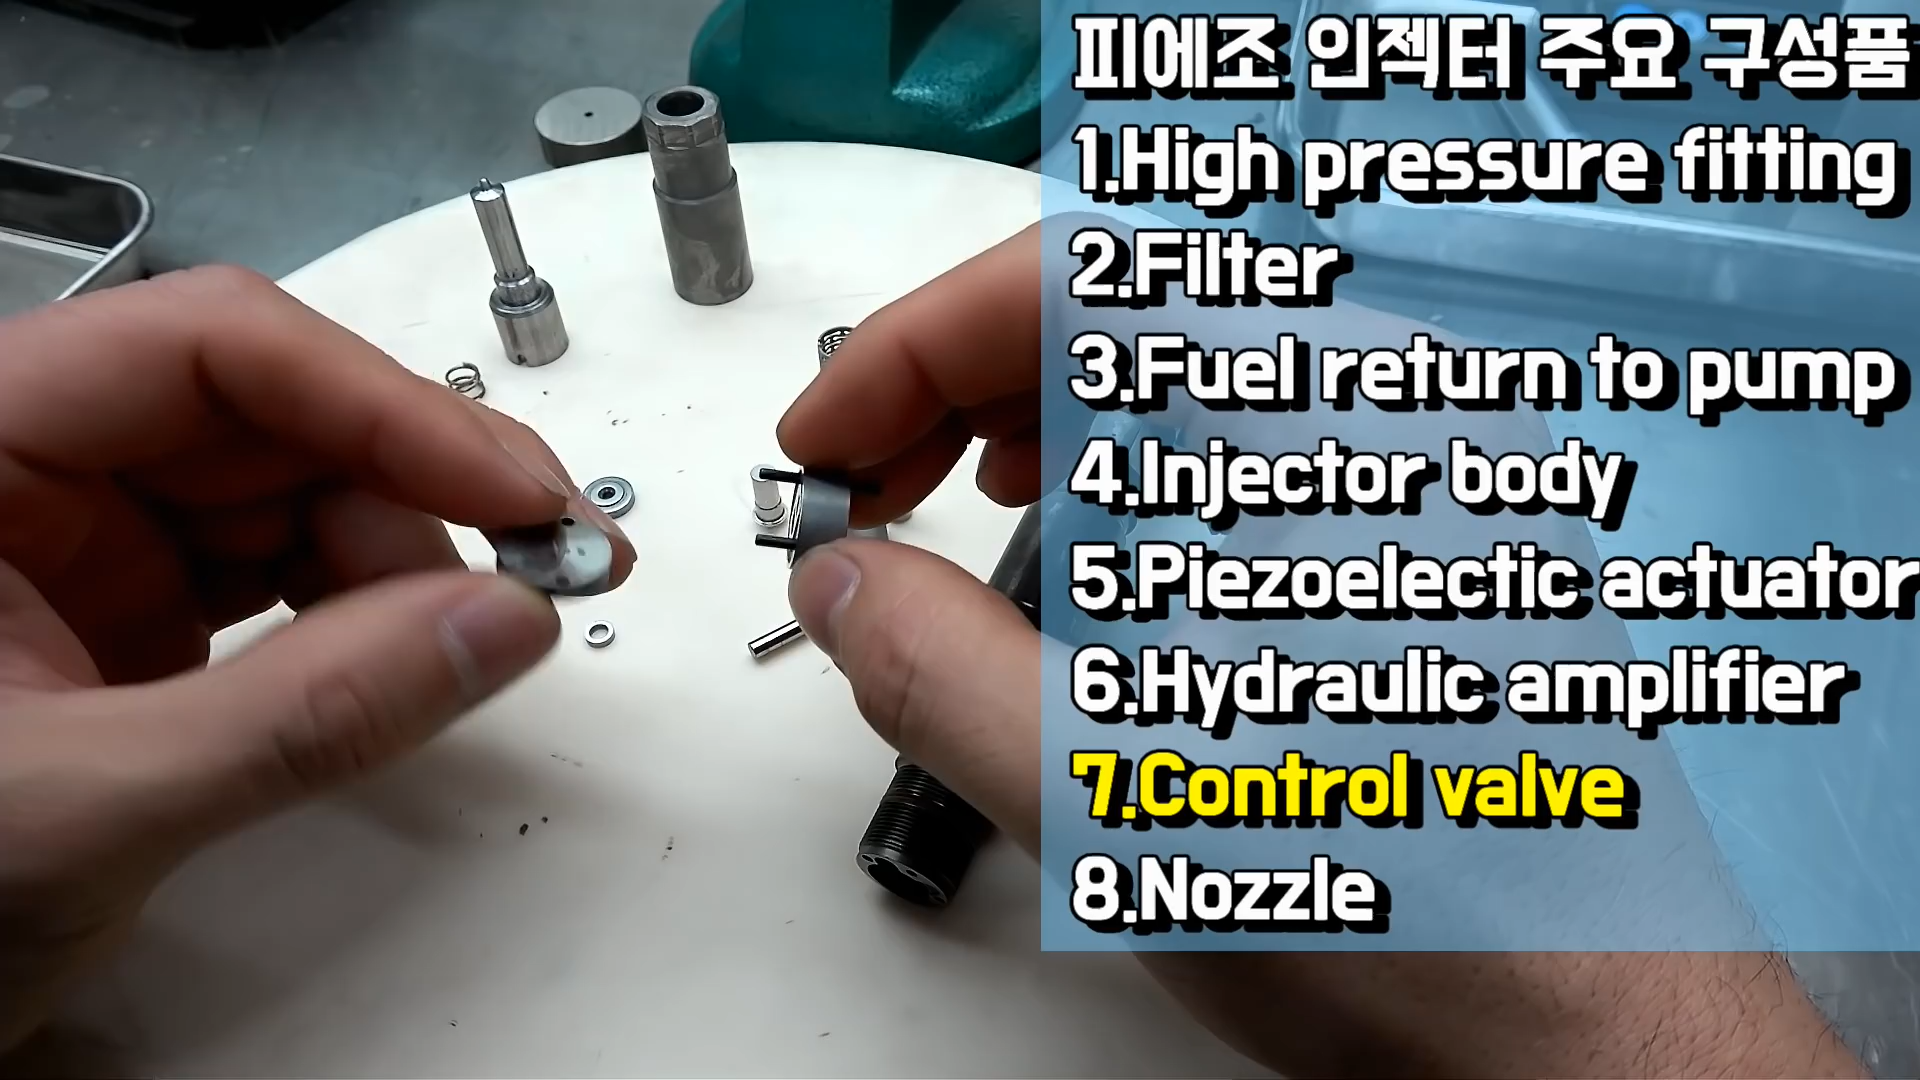 피에조 인젝터 주요 구성품
1.High pressure fitting
2.Filter
3.Fuel return to pump
4.Injector body
5.Piezoelectic actuator
6.Hydraulic amplifier
7.Control valve
8.Nozzle